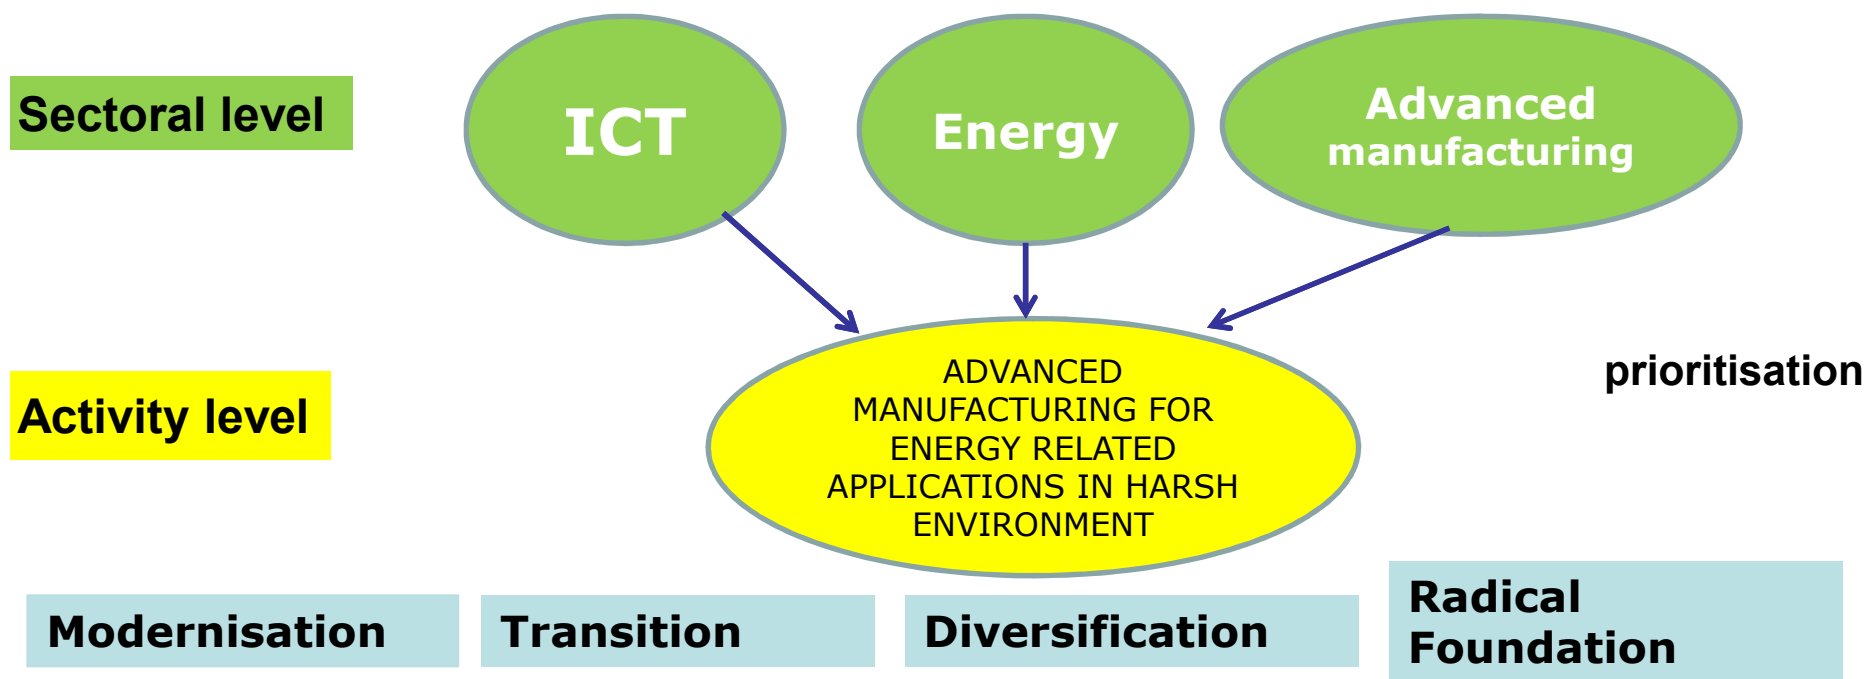 Sectoral level
ICT
Energy
Advanced
manufacturing
Activity level
ADVANCED
MANUFACTURING FOR
ENERGY RELATED
APPLICATIONS IN HARSH
ENVIRONMENT
prioritisation
Modernisation
Transition
Diversification
Radical
Foundation